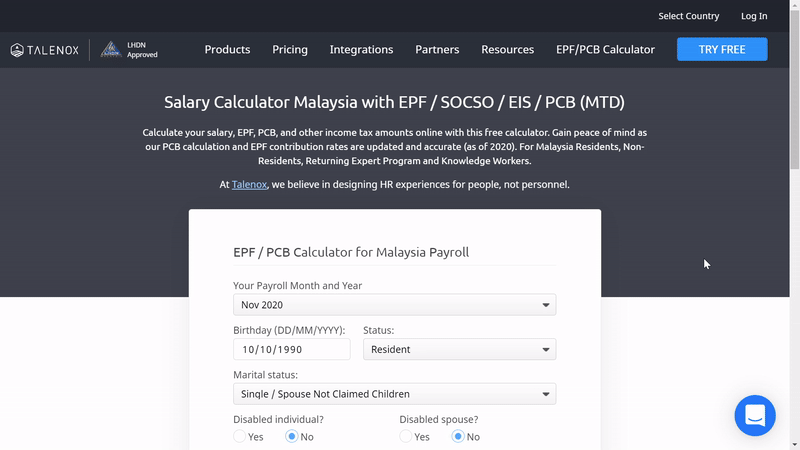 Select Country Log In
TALENOX LHDN Approved Products Pricing Integrations Partners Resources EPF/PCB Calculator TRY FREE
Salary Calculator Malaysia with EPF / SOCSO / EIS / PCB (MTD)
Calculate your salary, EPF, PCB, and other income tax amounts online with this free calculator. Gain peace of mind as
our PCB calculation and EPF contribution rates are updated and accurate (as of 2020). For Malaysia Residents, Non-
Residents, Returning Expert Program and Knowledge Workers.
At Talenox, we believe in designing HR experiences for people, not personnel.
EPF / PCB Calculator for Malaysia Payroll
Your Payroll Month and Year
Nov 2020
Birthday (DD/MM/YYYY): Status:
10/10/1990 Resident
Marital status:
Single / Spouse Not Claimed Children
Disabled individual? Disabled spouse?
Yes No Yes No